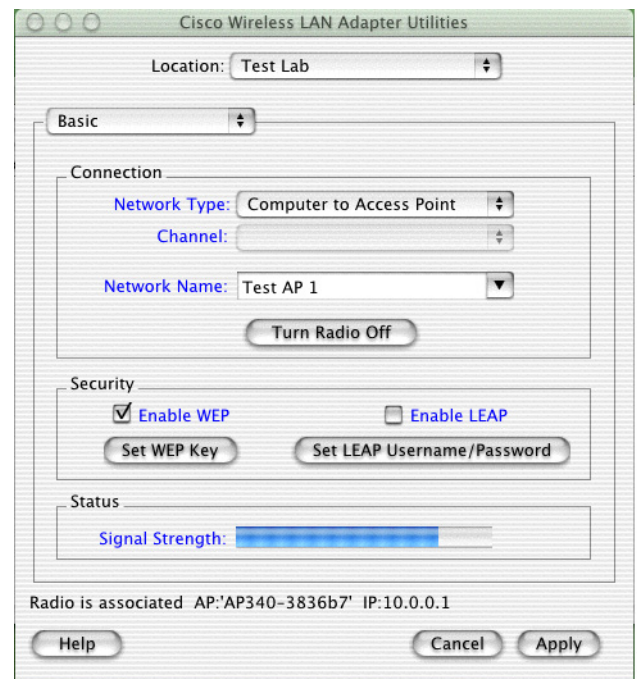 Cisco Wireless LAN Adapter Utilities
Location: Test Lab
Basic
Connection
Network Type: Computer to Access Point
Channel:
Network Name: Test AP 1
Turn Radio Off
Security
Enable WEP Enable LEAP
Set WEP Key Set LEAP Username/Password
Status
Signal Strength:
Radio is associated AP:'AP340-3836b7' IP:10.0.0.1
Help Cancel Apply